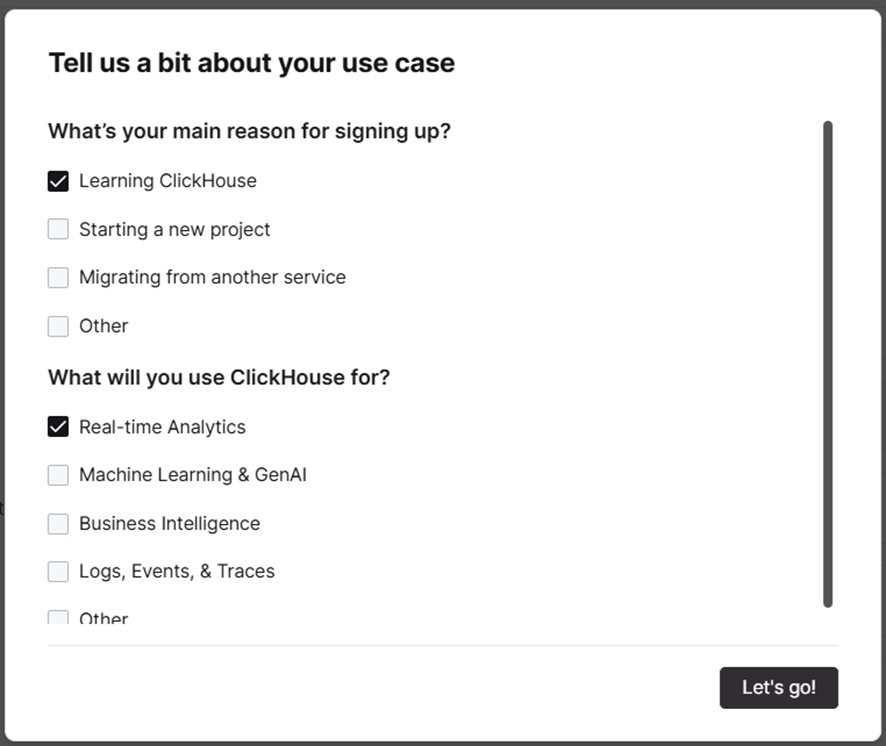 Tell us a bit about your use case
What’s your main reason for signing up?
Learning ClickHouse
Starting a new project
Migrating from another service
Other
What will you use ClickHouse for?
Real-time Analytics
Machine Learning & GenAI
Business Intelligence
Logs, Events, & Traces
Other
Let's go!